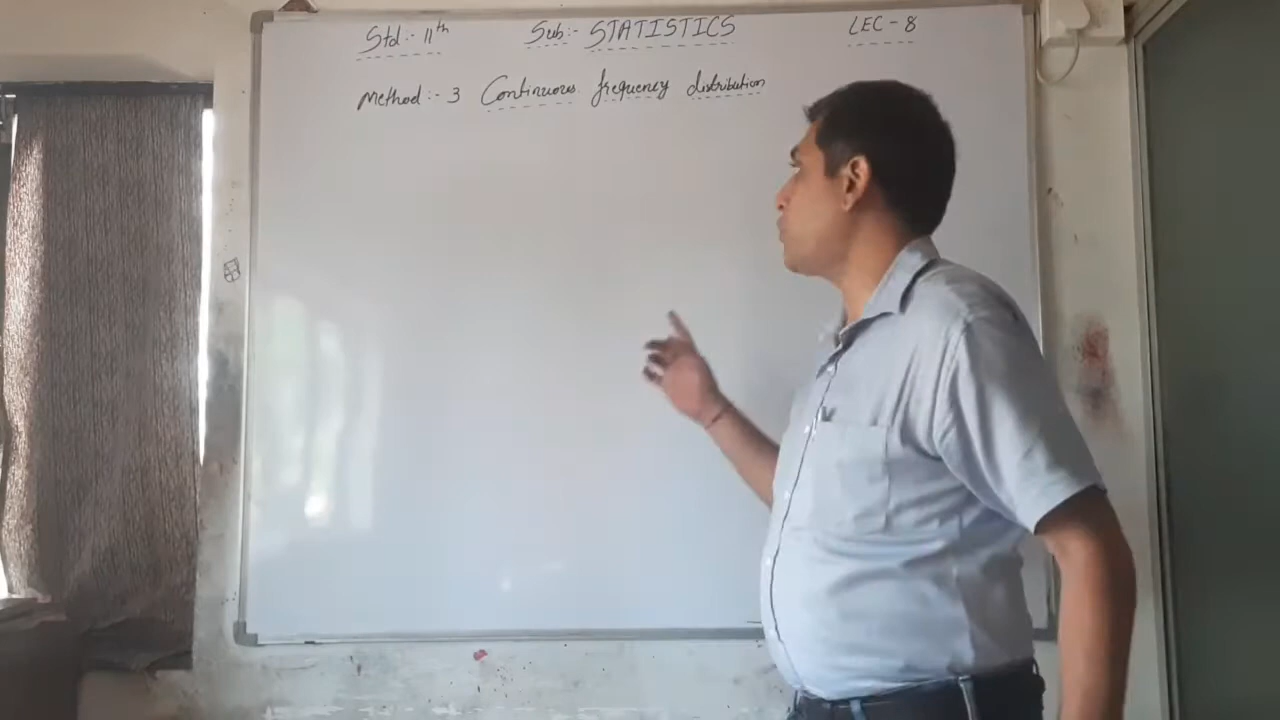 Std:- 11th Sub:- STATISTICS LEC-8
Method:- 3 Continuous frequency distribution